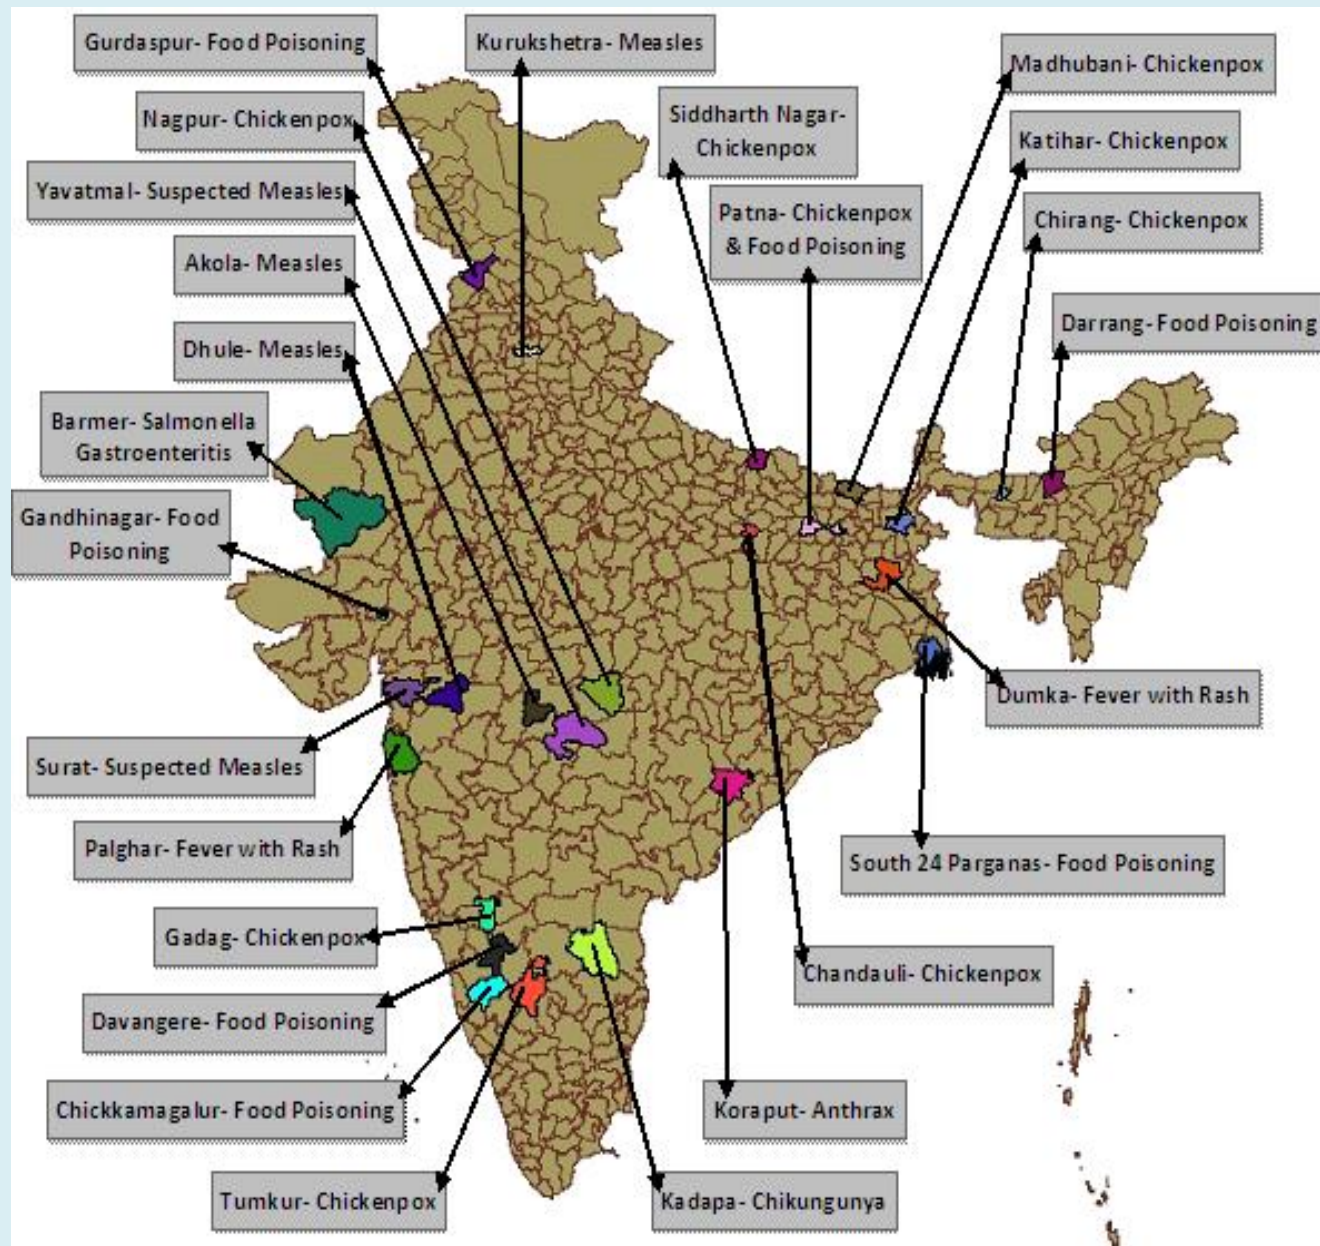 Gurdaspur- Food Poisoning
Kurukshetra- Measles
Madhubani- Chickenpox
Nagpur- Chickenpox
Siddharth Nagar-
Chickenpox
Katihar- Chickenpox
Yavatmal- Suspected Measles
Patna- Chickenpox
& Food Poisoning
Chirang- Chickenpox
Akola- Measles
Darrang- Food Poisoning
Dhule- Measles
Barmer- Salmonella
Gastroenteritis
Gandhinagar- Food
Poisoning
Dumka- Fever with Rash
Surat- Suspected Measles
Palghar- Fever with Rash
South 24 Parganas- Food Poisoning
Gadag- Chickenpox
Chandauli- Chickenpox
Davangere- Food Poisoning
Chickkamagalur- Food Poisoning
Koraput- Anthrax
Tumkur- Chickenpox
Kadapa- Chikungunya